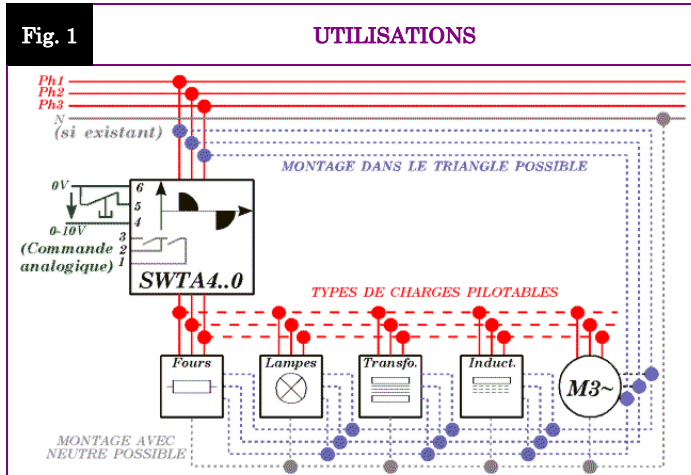 Fig. 1
UTILISATIONS
Ph1
Ph2
Ph3
N
(si existant)
MONTAGE DANS LE TRIANGLE POSSIBLE
0V
6
5
4
0-10V
3
(Commande
2
analogique)
1
SWTA4..0
TYPES DE CHARGES PILOTABLES
Fours
Lampes
Transfo.
Induct.
M3~
MONTAGE AVEC
NEUTRE POSSIBLE